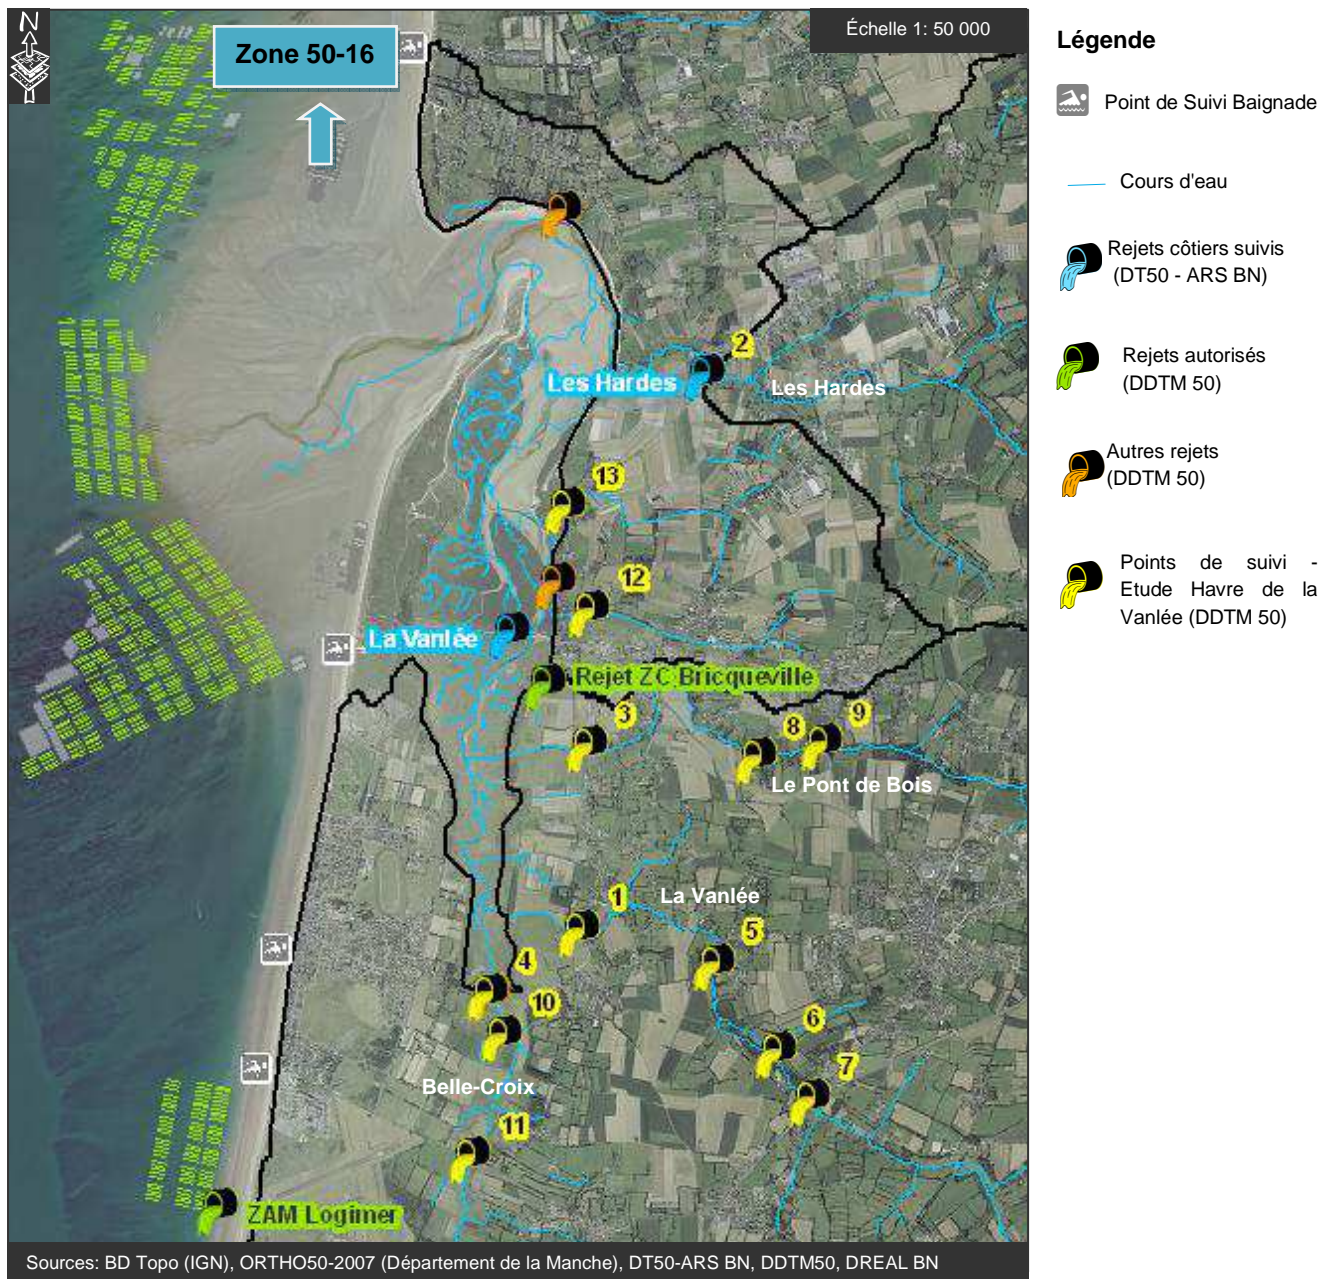 N
Zone 50-16
Échelle 1: 50 000
2
Les Hardes
Les Hardes
13
12
La Vanlée
Rejet ZC Bricqueville
3
8
9
Le Pont de Bois
1
La Vanlée
5
4
10
6
7
Belle-Croix
11
ZAM Logimer
Sources: BD Topo (IGN), ORTHO50-2007 (Département de la Manche), DT50-ARS BN, DDTM50, DREAL BN
Légende
Point de Suivi Baignade
Cours d'eau
Rejets côtiers suivis
(DT50 - ARS BN)
Rejets autorisés
(DDTM 50)
Autres rejets
(DDTM 50)
Points de suivi -
Etude Havre de la
Vanlée (DDTM 50)